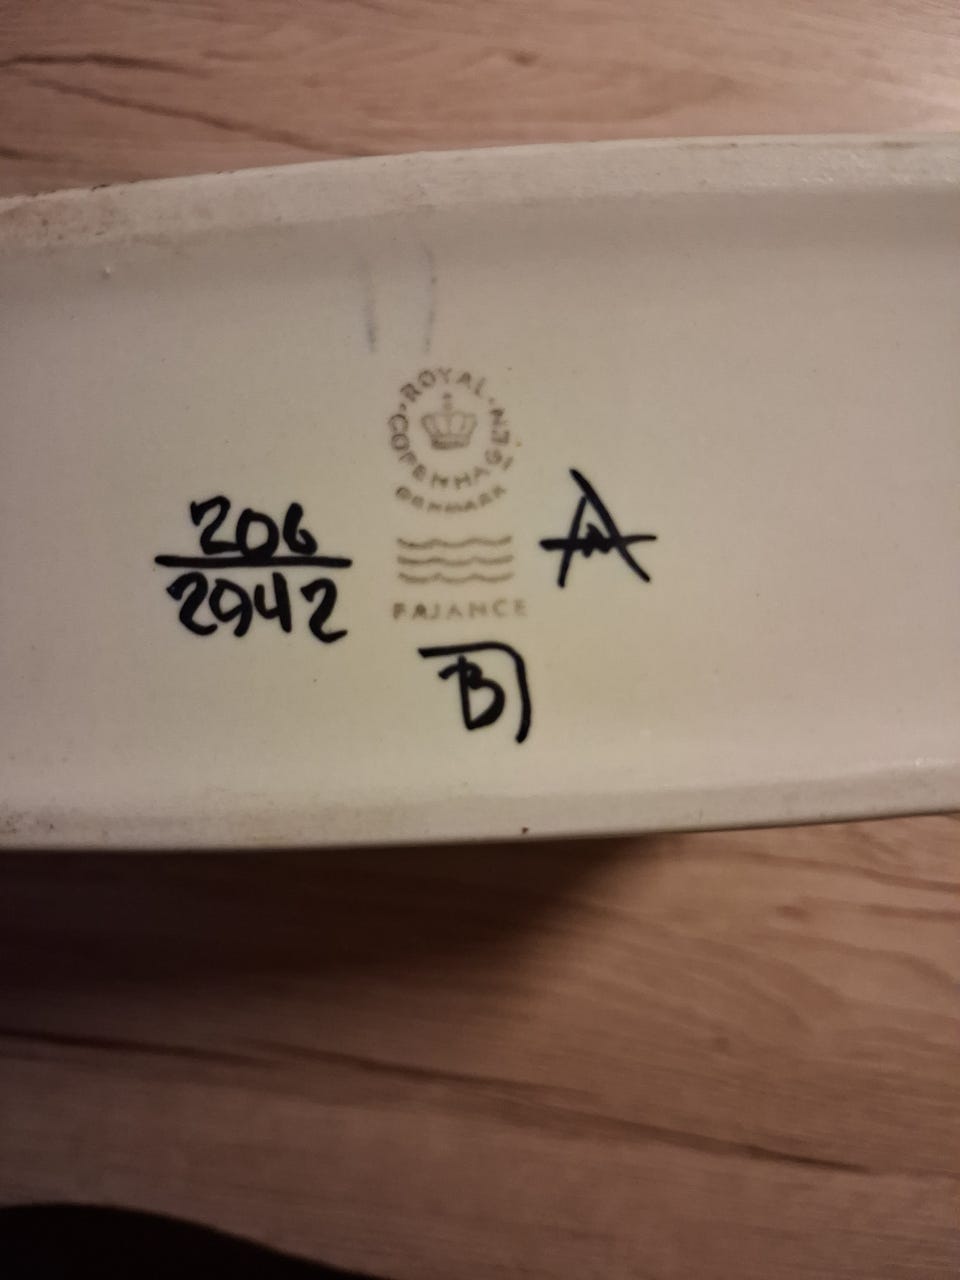 ROYAL
COPENHAGEN
DENMARK
206
2942
A
FAJANCE
B